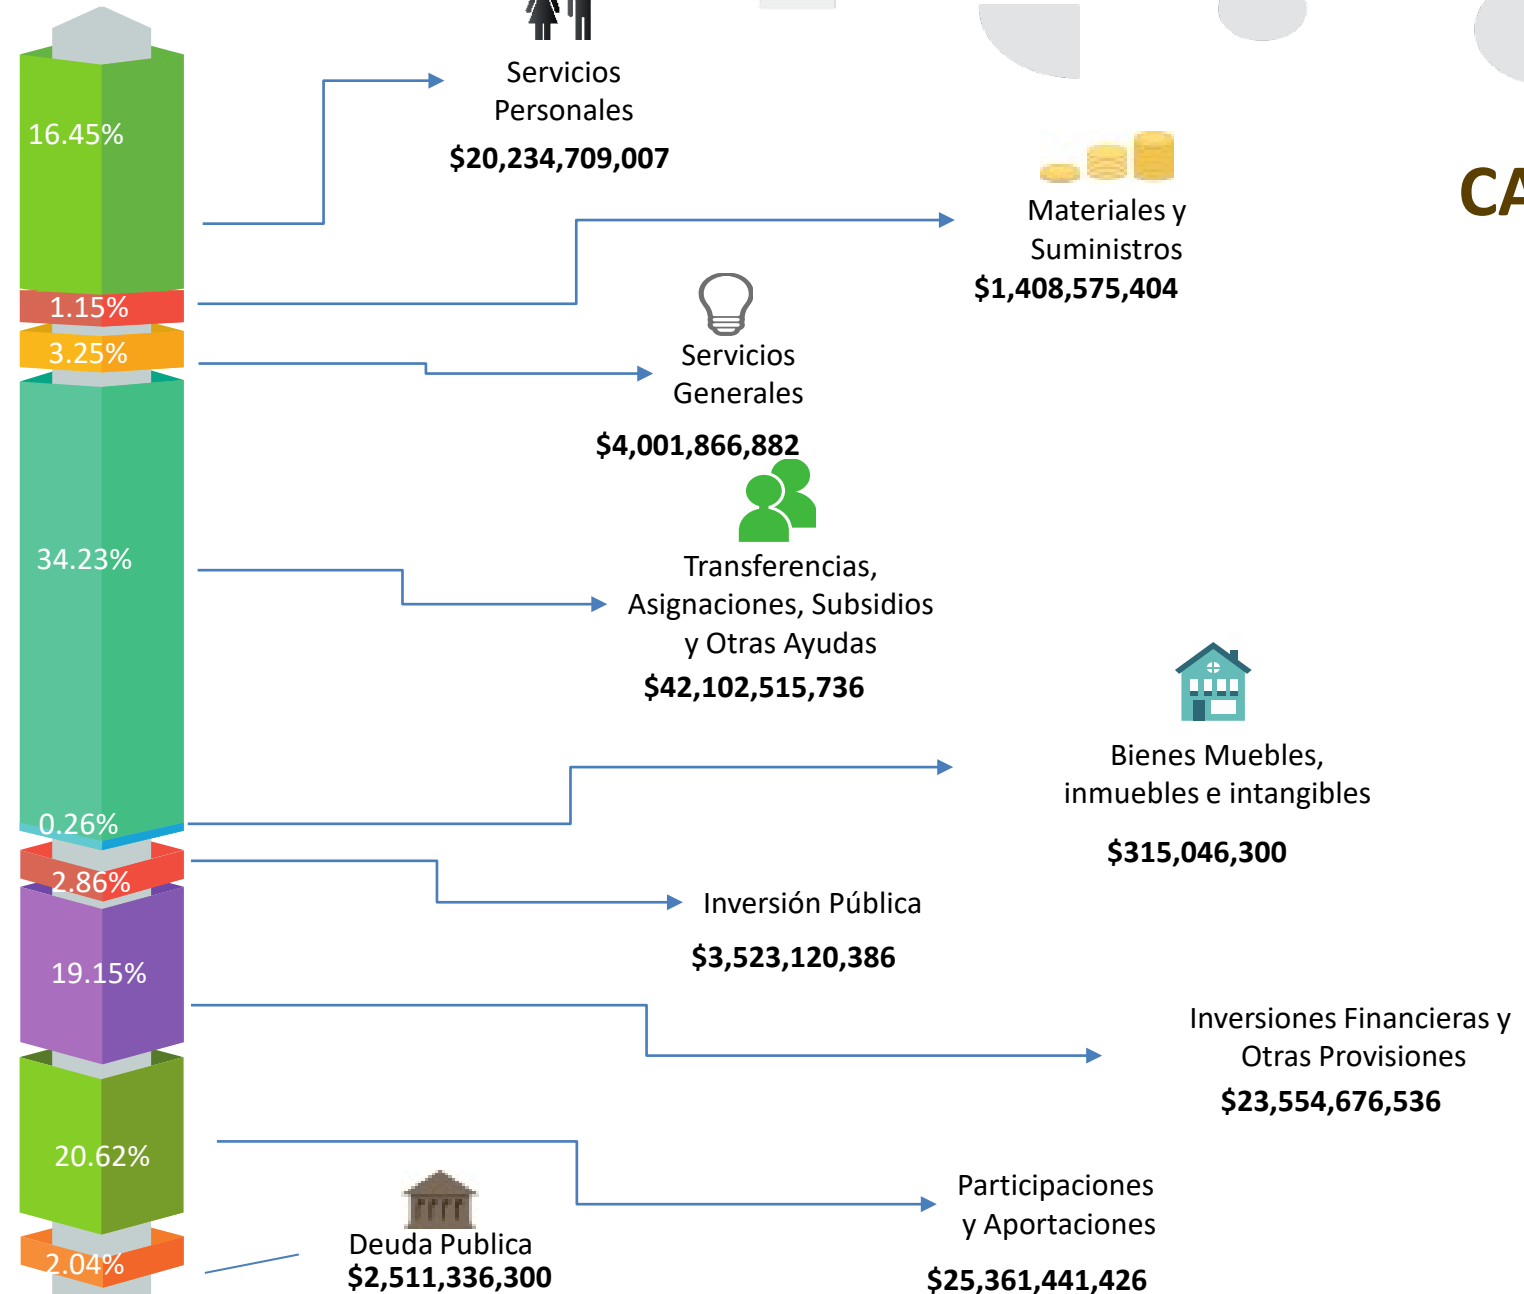 16.45%
Servicios
Personales
$20,234,709,007
Materiales y
Suministros
$1,408,575,404
CA
1.15%
3.25%
Servicios
Generales
$4,001,866,882
34.23%
Transferencias,
Asignaciones, Subsidios
y Otras Ayudas
$42,102,515,736
0.26%
Bienes Muebles,
inmuebles e intangibles
$315,046,300
2.86%
Inversión Pública
$3,523,120,386
19.15%
Inversiones Financieras y
Otras Provisiones
$23,554,676,536
20.62%
Participaciones
y Aportaciones
$25,361,441,426
2.04%
Deuda Publica
$2,511,336,300